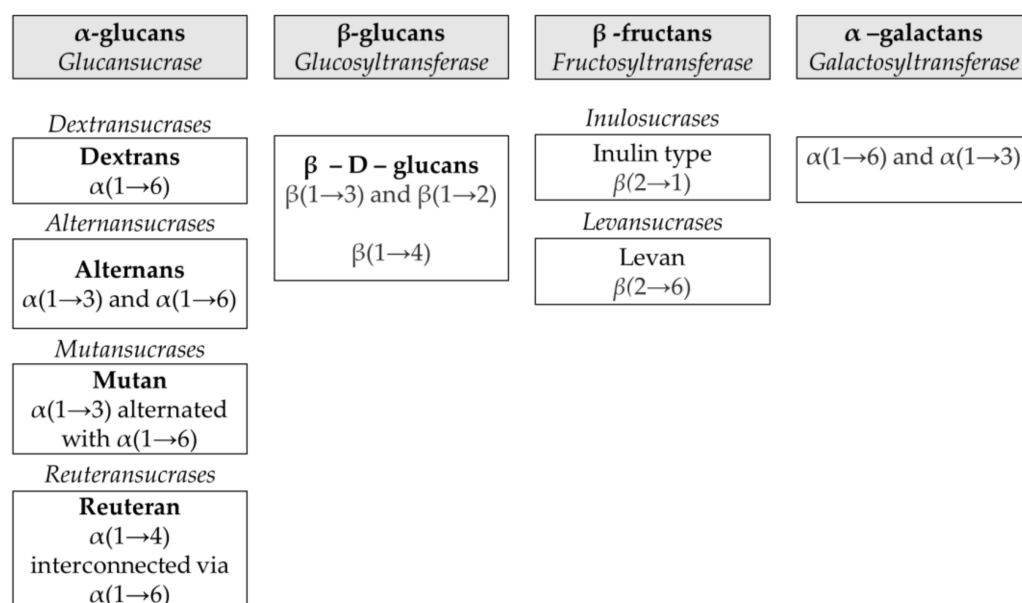 α-glucans
Glucansucrase
Dextransucrases
Dextrans
α(1→6)
Alternansucrases
Alternans
α(1→3) and α(1→6)
Mutansucrases
Mutan
α(1→3) alternated
with α(1→6)
Reuteransucrases
Reuteran
α(1→4)
interconnected via
α(1→6)
β-glucans
Glucosyltransferase
β – D – glucans
β(1→3) and β(1→2)
β(1→4)
β -fructans
Fructosyltransferase
Inulosucrases
Inulin type
β(2→1)
Levansucrases
Levan
β(2→6)
α –galactans
Galactosyltransferase
α(1→6) and α(1→3)